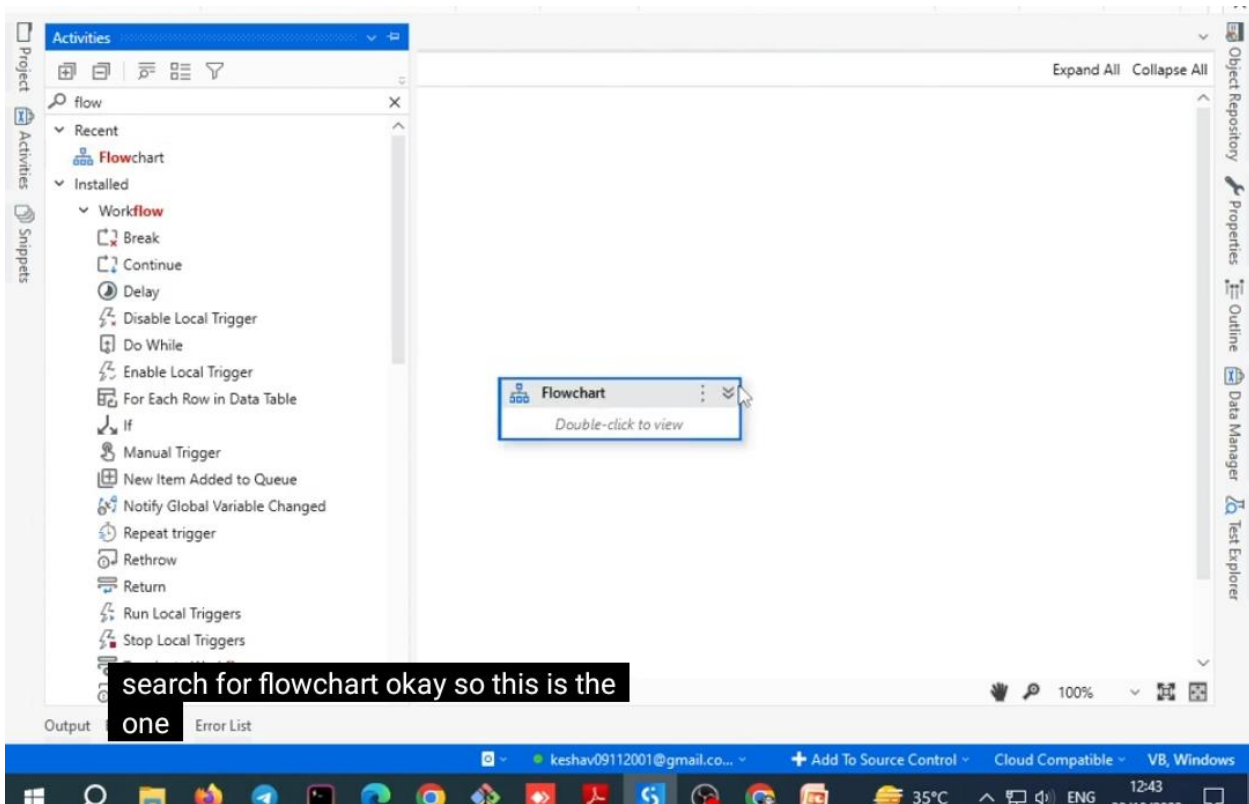 Activities
flow
Recent
Flowchart
Installed
Workflow
Break
Continue
Delay
Disable Local Trigger
Do While
Enable Local Trigger
For Each Row in Data Table
If
Manual Trigger
New Item Added to Queue
Notify Global Variable Changed
Repeat trigger
Rethrow
Return
Run Local Triggers
Stop Local Triggers
Project
Activities
Snippets
Expand All Collapse All
Flowchart
Double-click to view
Object Repository
Properties
Outline
Data Manager
Test Explorer
search for flowchart okay so this is the
one
100%
Output
Error List
keshav09112001@gmail.co...
Add To Source Control
Cloud Compatible
VB, Windows
35°C
ENG
12:43